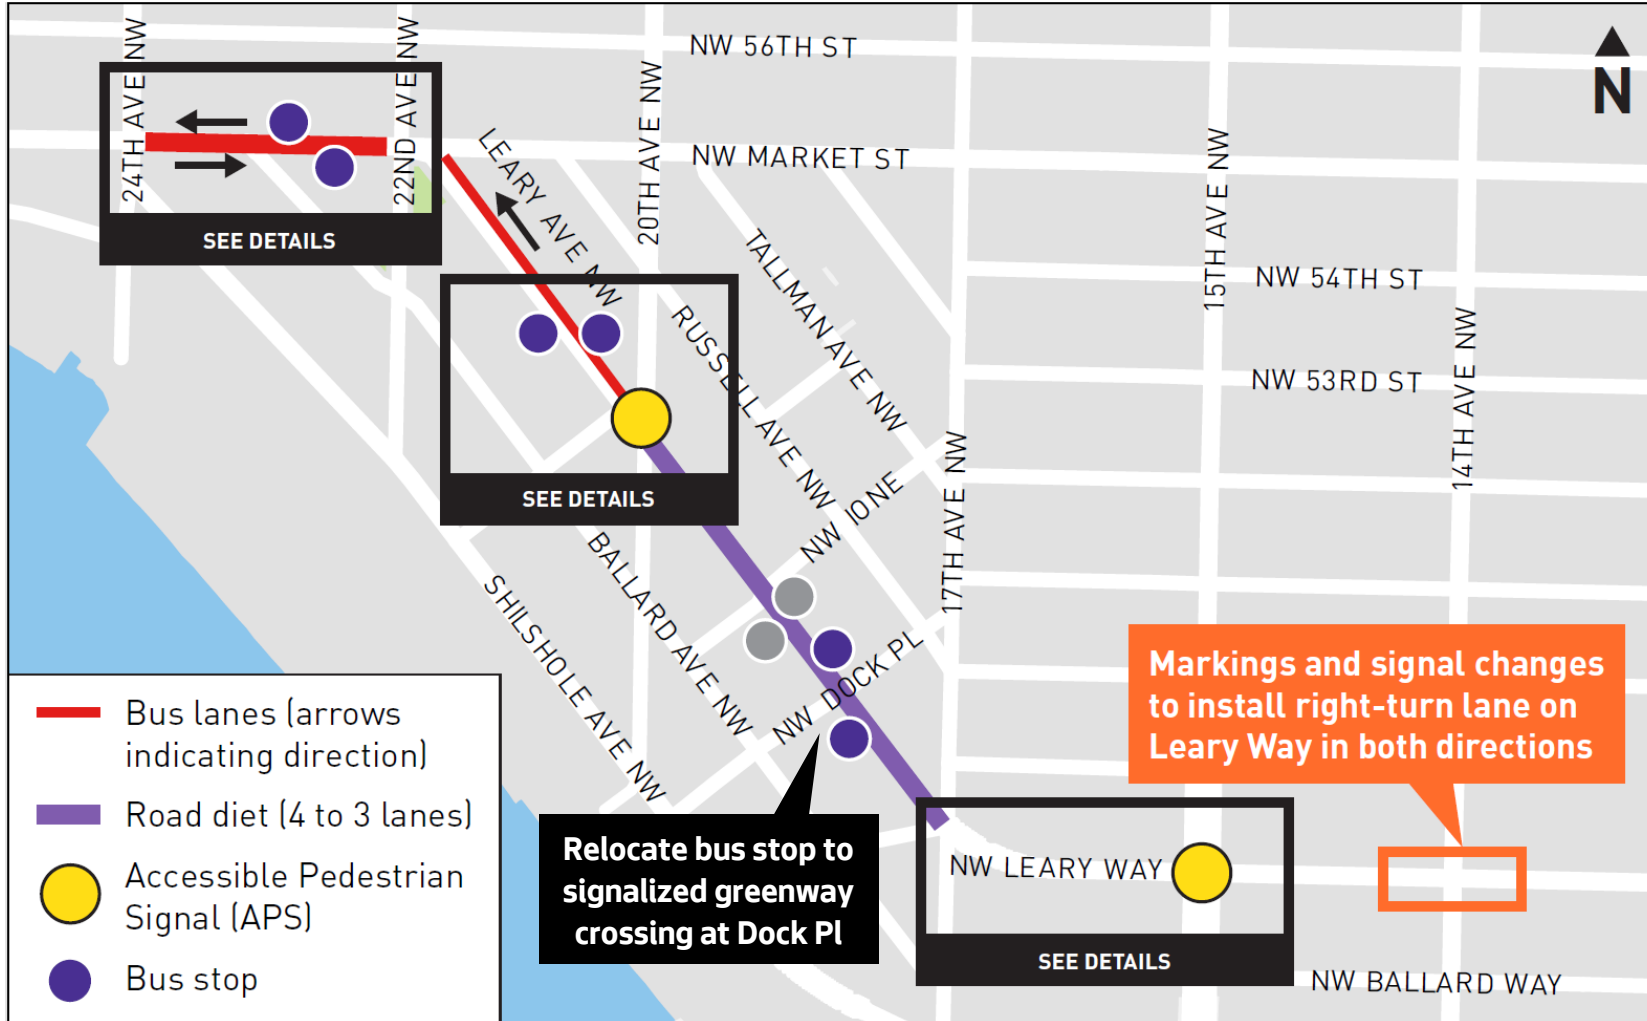 NW 56TH ST
N
24TH AVE NW
22ND AVE NW
20TH AVE NW
LEARY AVE NW
NW MARKET ST
15TH AVE NW
SEE DETAILS
TALLMAN AVE NW
NW 54TH ST
RUSSELL AVE NW
14TH AVE NW
NW 53RD ST
SEE DETAILS
NW IONE
17TH AVE NW
BALLARD AVE NW
SHILSHOLE AVE NW
NW DOCK PL
Markings and signal changes
to install right-turn lane on
Leary Way in both directions
Bus lanes (arrows
indicating direction)
Road diet (4 to 3 lanes)
Accessible Pedestrian
Signal (APS)
Bus stop
Relocate bus stop to
signalized greenway
crossing at Dock Pl
NW LEARY WAY
SEE DETAILS
NW BALLARD WAY